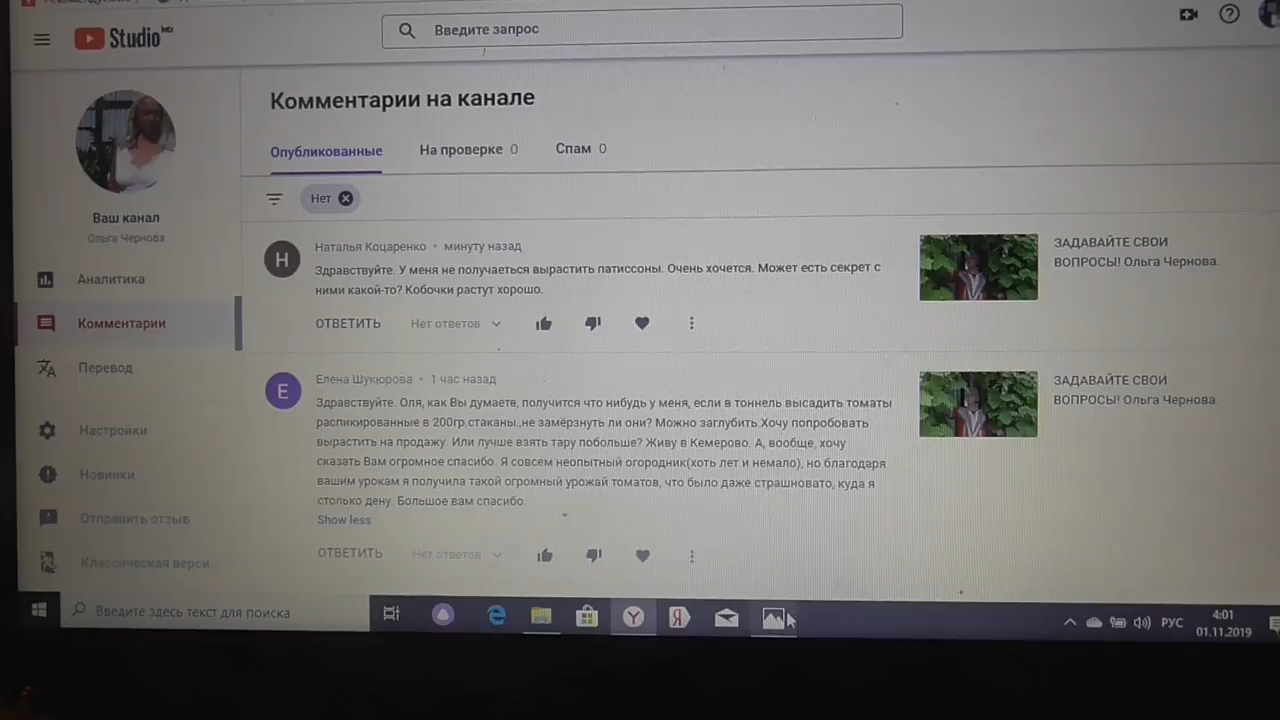 Studio
Введите запрос
Комментарии на канале
Опубликованные
На проверке 0
Спам 0
Нет
Ваш канал
Ольга Чернова
Аналитика
Комментарии
Перевод
Настройки
Новинки
Отправить отзыв
Классическая верси
Н
Наталья Коцаренко • минуту назад
Здравствуйте. У меня не получаеться вырастить патиссоны. Очень хочется. Может есть секрет с
ними какой-то? Кобочки растут хорошо.
ОТВЕТИТЬ Нет ответов
ЗАДАВАЙТЕ СВОИ
ВОПРОСЫ! Ольга Чернова.
Е
Елена Шукюрова • 1 час назад
Здравствуйте. Оля, как Вы думаете, получится что нибудь у меня, если в тоннель высадить томаты
распикированные в 200гр.стаканы,.не замёрзнуть ли они? Можно заглубить.Хочу попробовать
вырастить на продажу. Или лучше взять тару побольше? Живу в Кемерово. А, вообще, хочу
сказать Вам огромное спасибо. Я совсем неопытный огородник(хоть лет и немало), но благодаря
вашим урокам я получила такой огромный урожай томатов, что было даже страшновато, куда я
столько дену. Большое вам спасибо.
Show less
ОТВЕТИТЬ Нет ответов
ЗАДАВАЙТЕ СВОИ
ВОПРОСЫ! Ольга Чернова.
Введите здесь текст для поиска
РУС
4:01
01.11.2019